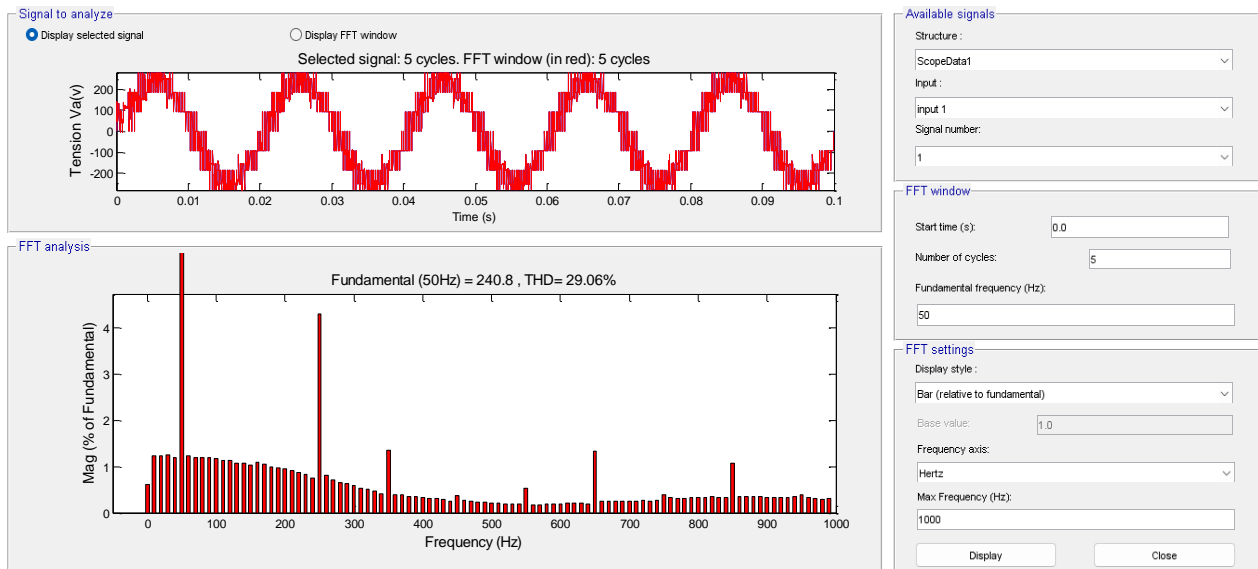 Signal to analyze
Display selected signal
Display FFT window
Selected signal: 5 cycles. FFT window (in red): 5 cycles
Tension Va(v)
200
100
0
-100
-200
0 0.01 0.02 0.03 0.04 0.05 0.06 0.07 0.08 0.09 0.1
Time (s)
FFT analysis
Fundamental (50Hz) = 240.8 , THD= 29.06%
Mag (% of Fundamental)
4
3
2
1
0
0 100 200 300 400 500 600 700 800 900 1000
Frequency (Hz)
Available signals
Structure :
ScopeData1
Input :
input 1
Signal number:
1
FFT window
Start time (s):
0.0
Number of cycles:
5
Fundamental frequency (Hz):
50
FFT settings
Display style :
Bar (relative to fundamental)
Base value:
1.0
Frequency axis:
Hertz
Max Frequency (Hz):
1000
Display
Close